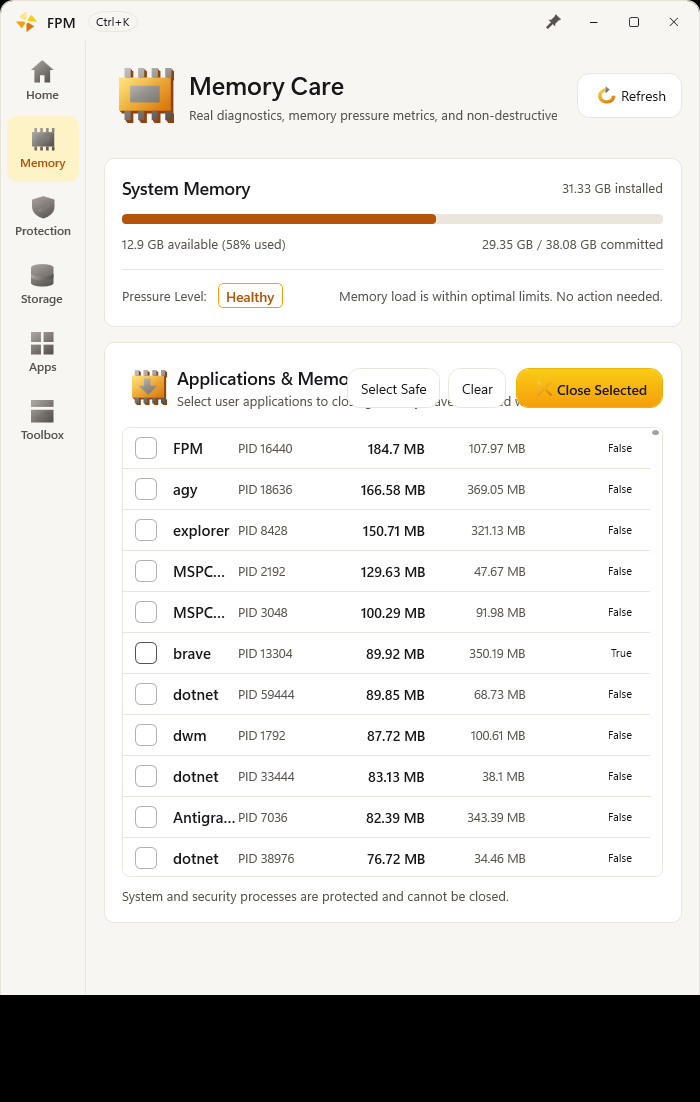 FPM Ctrl+K
Home
Memory
Protection
Storage
Apps
Toolbox
Memory Care
Real diagnostics, memory pressure metrics, and non-destructive
Refresh
System Memory 31.33 GB installed
12.9 GB available (58% used) 29.35 GB / 38.08 GB committed
Pressure Level: Healthy Memory load is within optimal limits. No action needed.
Applications & Memo
Select user applications to clo
Select Safe Clear Close Selected
FPM PID 16440 184.7 MB 107.97 MB False
agy PID 18636 166.58 MB 369.05 MB False
explorer PID 8428 150.71 MB 321.13 MB False
MSPC... PID 2192 129.63 MB 47.67 MB False
MSPC... PID 3048 100.29 MB 91.98 MB False
brave PID 13304 89.92 MB 350.19 MB True
dotnet PID 59444 89.85 MB 68.73 MB False
dwm PID 1792 87.72 MB 100.61 MB False
dotnet PID 33444 83.13 MB 38.1 MB False
Antigra... PID 7036 82.39 MB 343.39 MB False
dotnet PID 38976 76.72 MB 34.46 MB False
System and security processes are protected and cannot be closed.